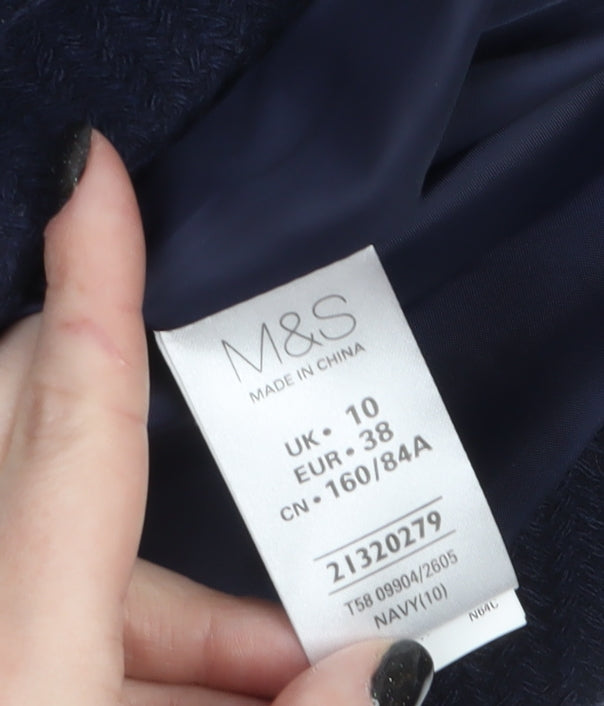 M&S
MADE IN CHINA
UK • 10
EUR • 38
CN • 160/84A
21320279
T58 09904/2605
NAVY(10)